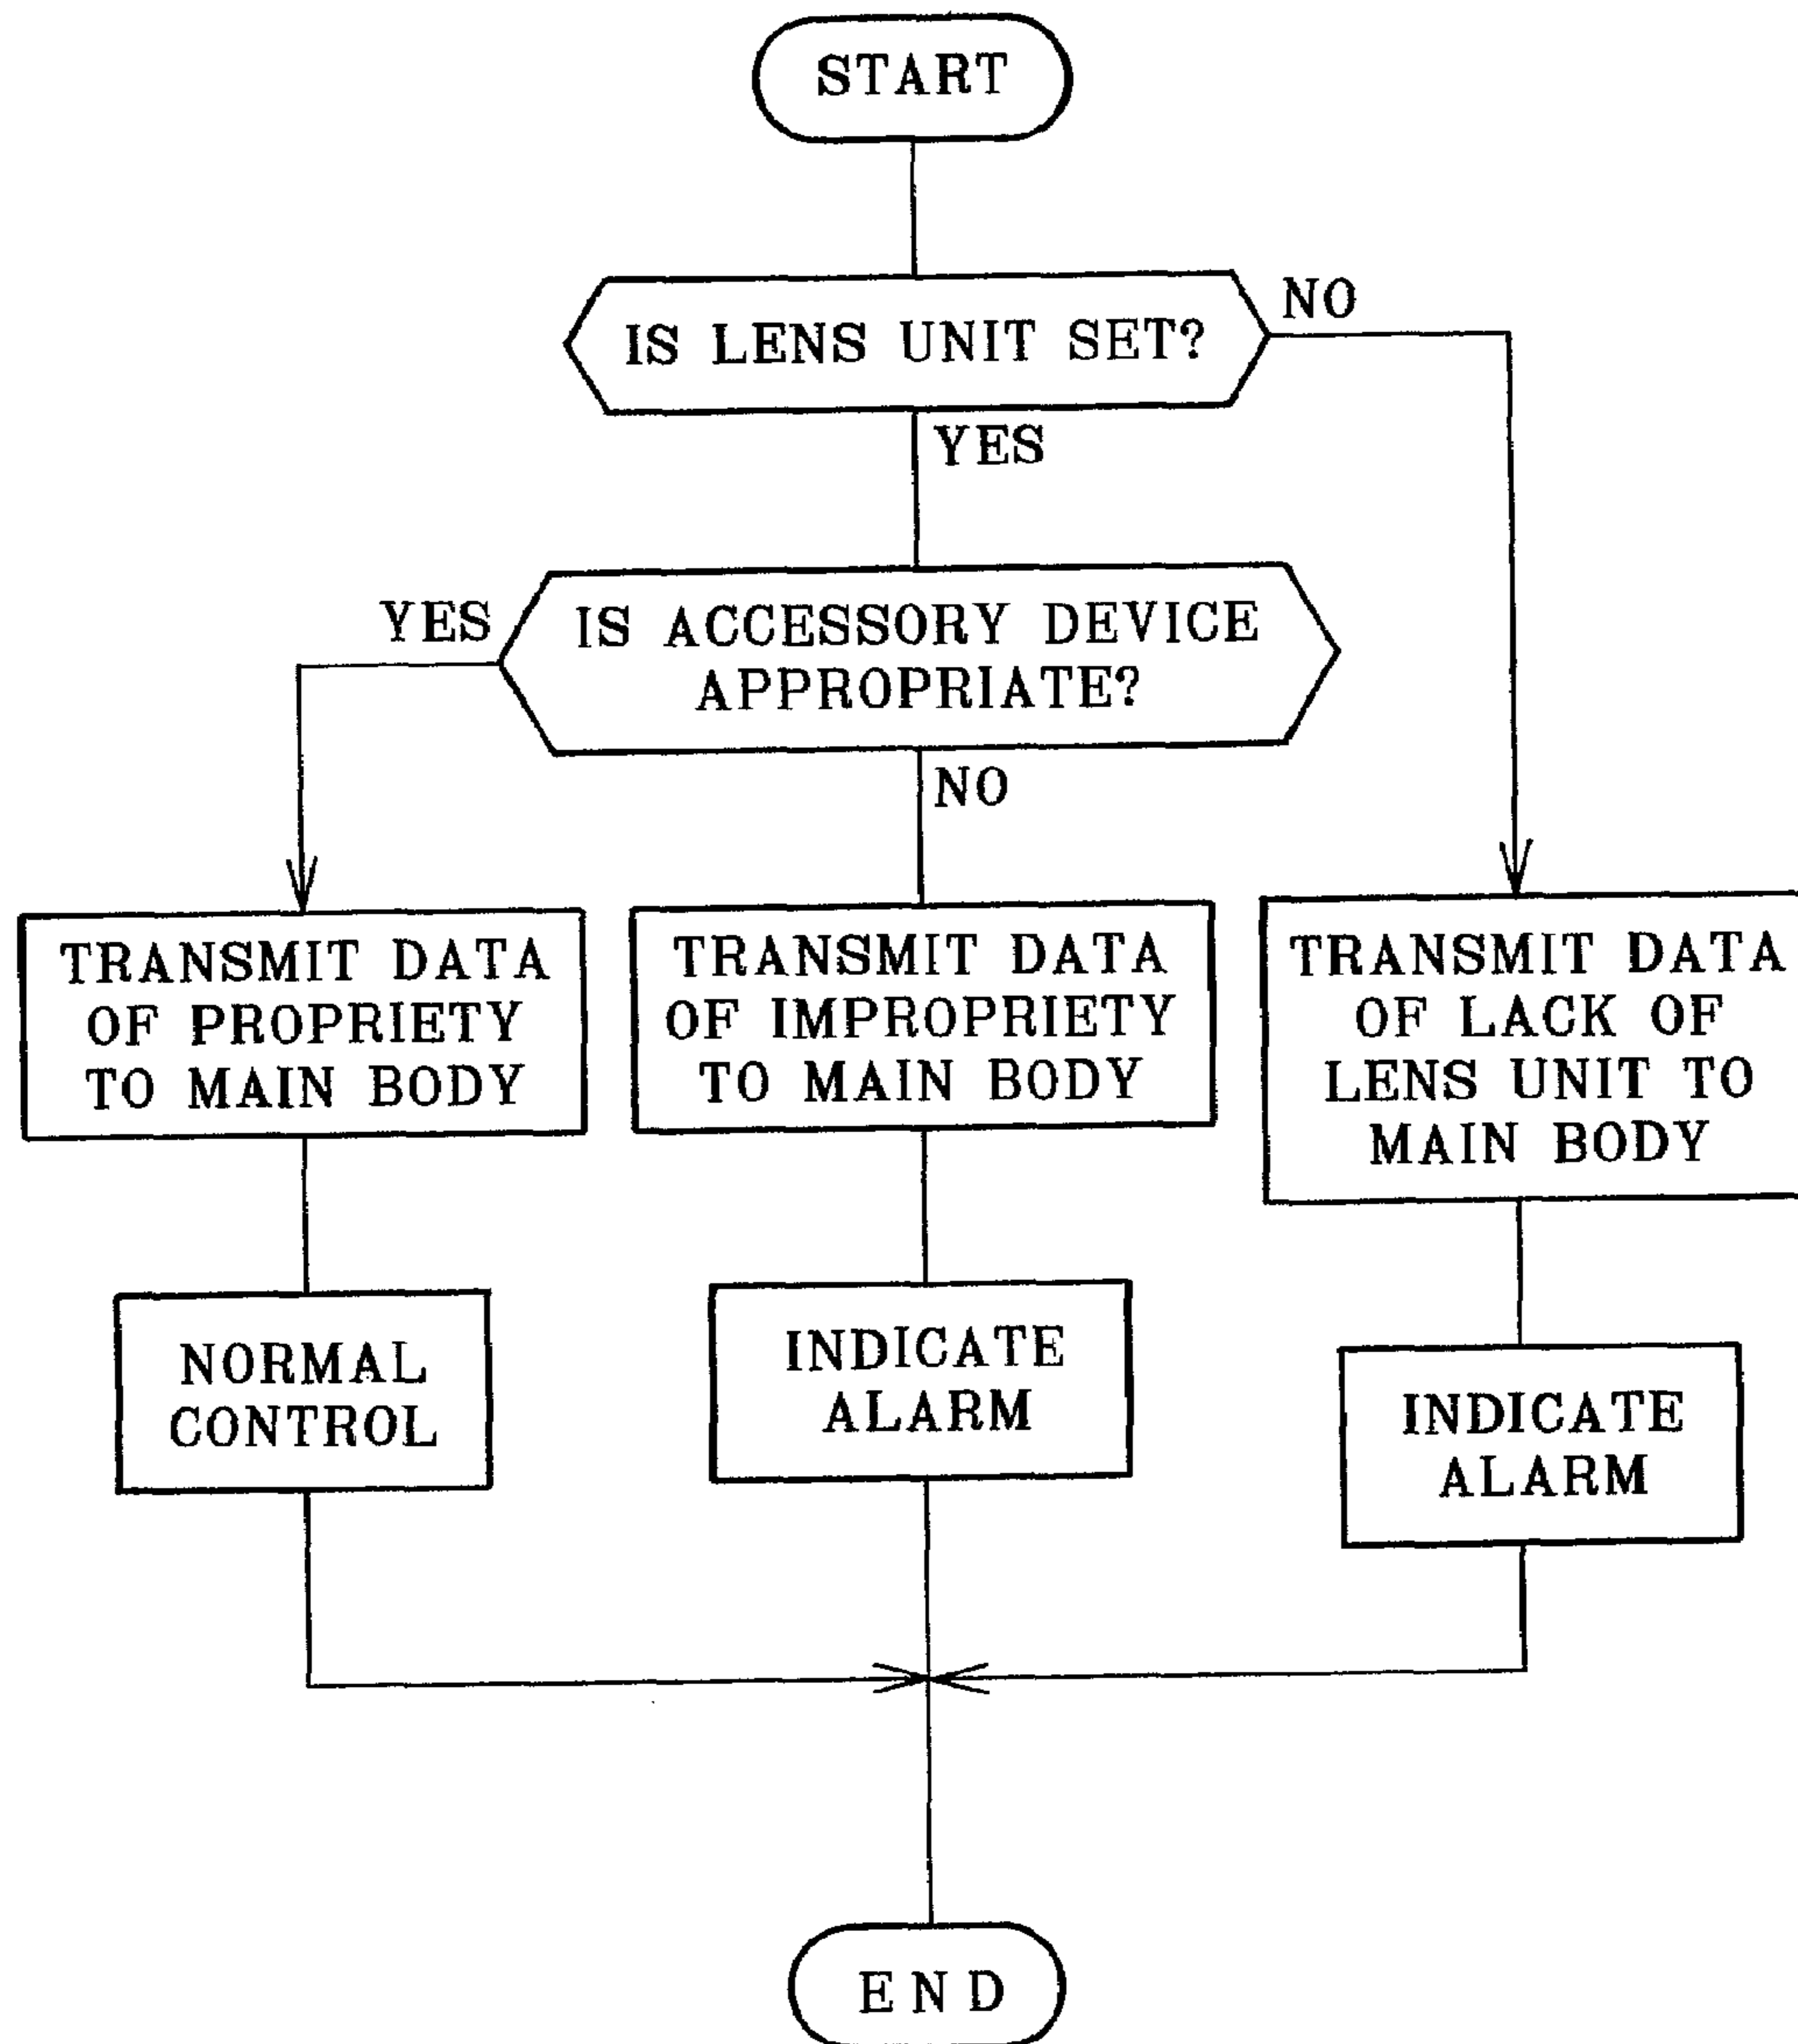 START
IS LENS UNIT SET?
NO
YES
YES
IS ACCESSORY DEVICE
APPROPRIATE?
NO
TRANSMIT DATA
OF PROPRIETY
TO MAIN BODY
TRANSMIT DATA
OF IMPROPRIETY
TO MAIN BODY
TRANSMIT DATA
OF LACK OF
LENS UNIT TO
MAIN BODY
NORMAL
CONTROL
INDICATE
ALARM
INDICATE
ALARM
END